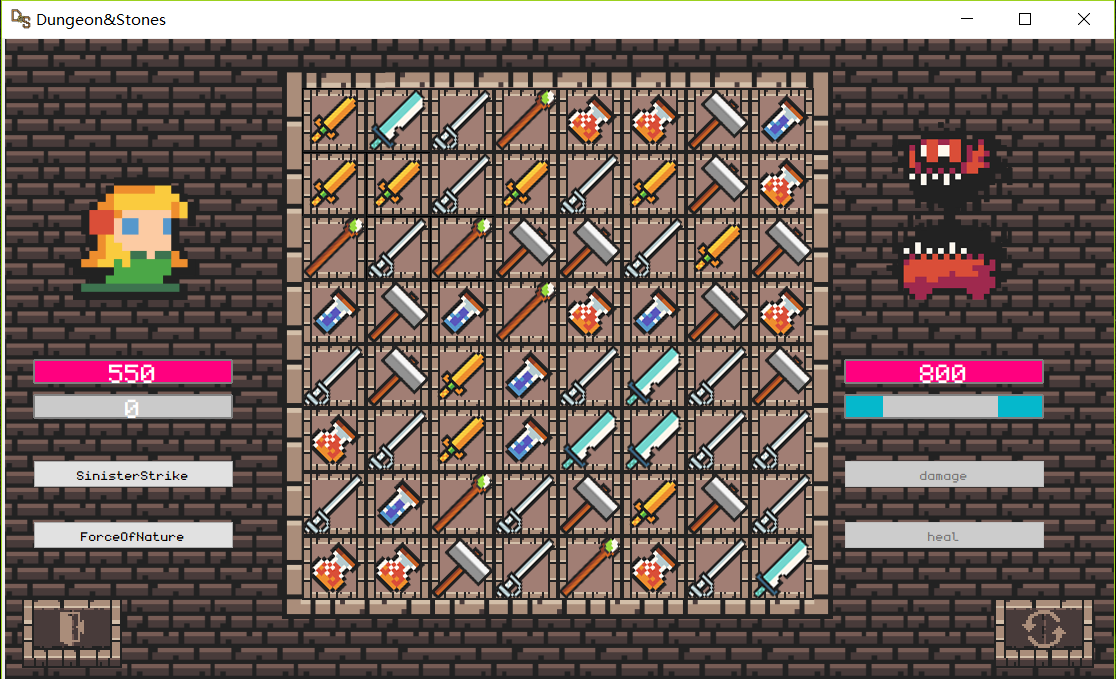 Dungeon&Stones
550
800
0
SinisterStrike
damage
ForceOfNature
heal